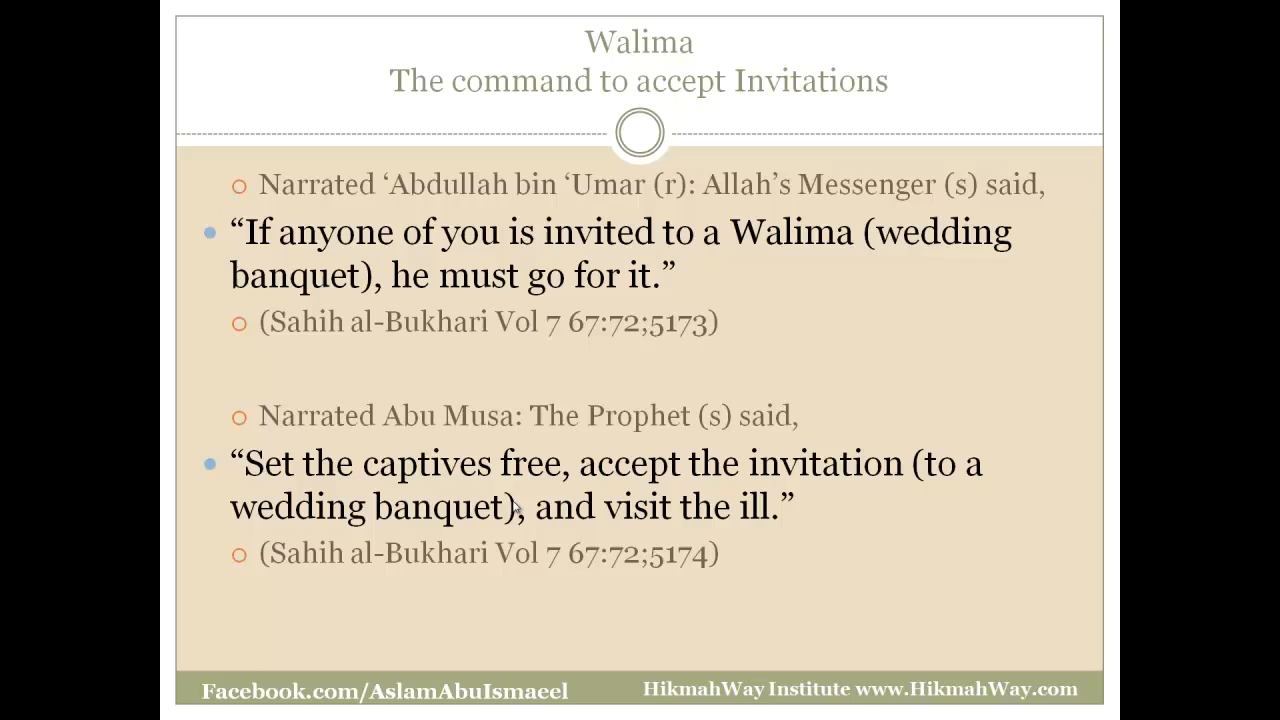 Walima
The command to accept Invitations
Narrated ‘Abdullah bin ‘Umar (r): Allah’s Messenger (s) said,
“If anyone of you is invited to a Walima (wedding
banquet), he must go for it.”
(Sahih al-Bukhari Vol 7 67:72;5173)
Narrated Abu Musa: The Prophet (s) said,
“Set the captives free, accept the invitation (to a
wedding banquet), and visit the ill.”
(Sahih al-Bukhari Vol 7 67:72;5174)
Facebook.com/AslamAbuIsmaeel
HikmahWay Institute www.HikmahWay.com